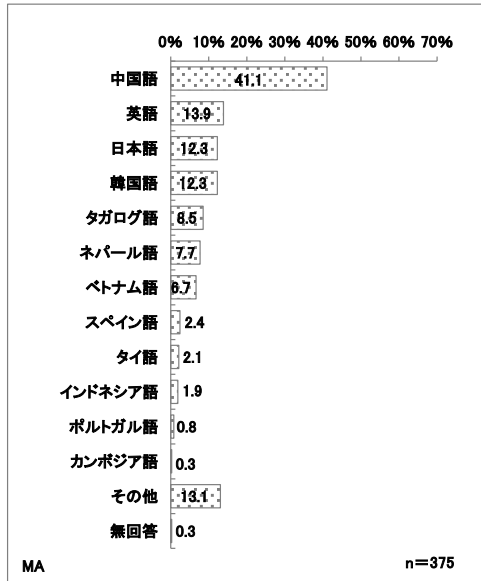 0% 10% 20% 30% 40% 50% 60% 70%
中国語 41.1
英語 13.9
日本語 12.3
韓国語 12.3
タガログ語 8.5
ネパール語 7.7
ベトナム語 6.7
スペイン語 2.4
タイ語 2.1
インドネシア語 1.9
ポルトガル語 0.8
カンボジア語 0.3
その他 13.1
無回答 0.3
MA n＝375